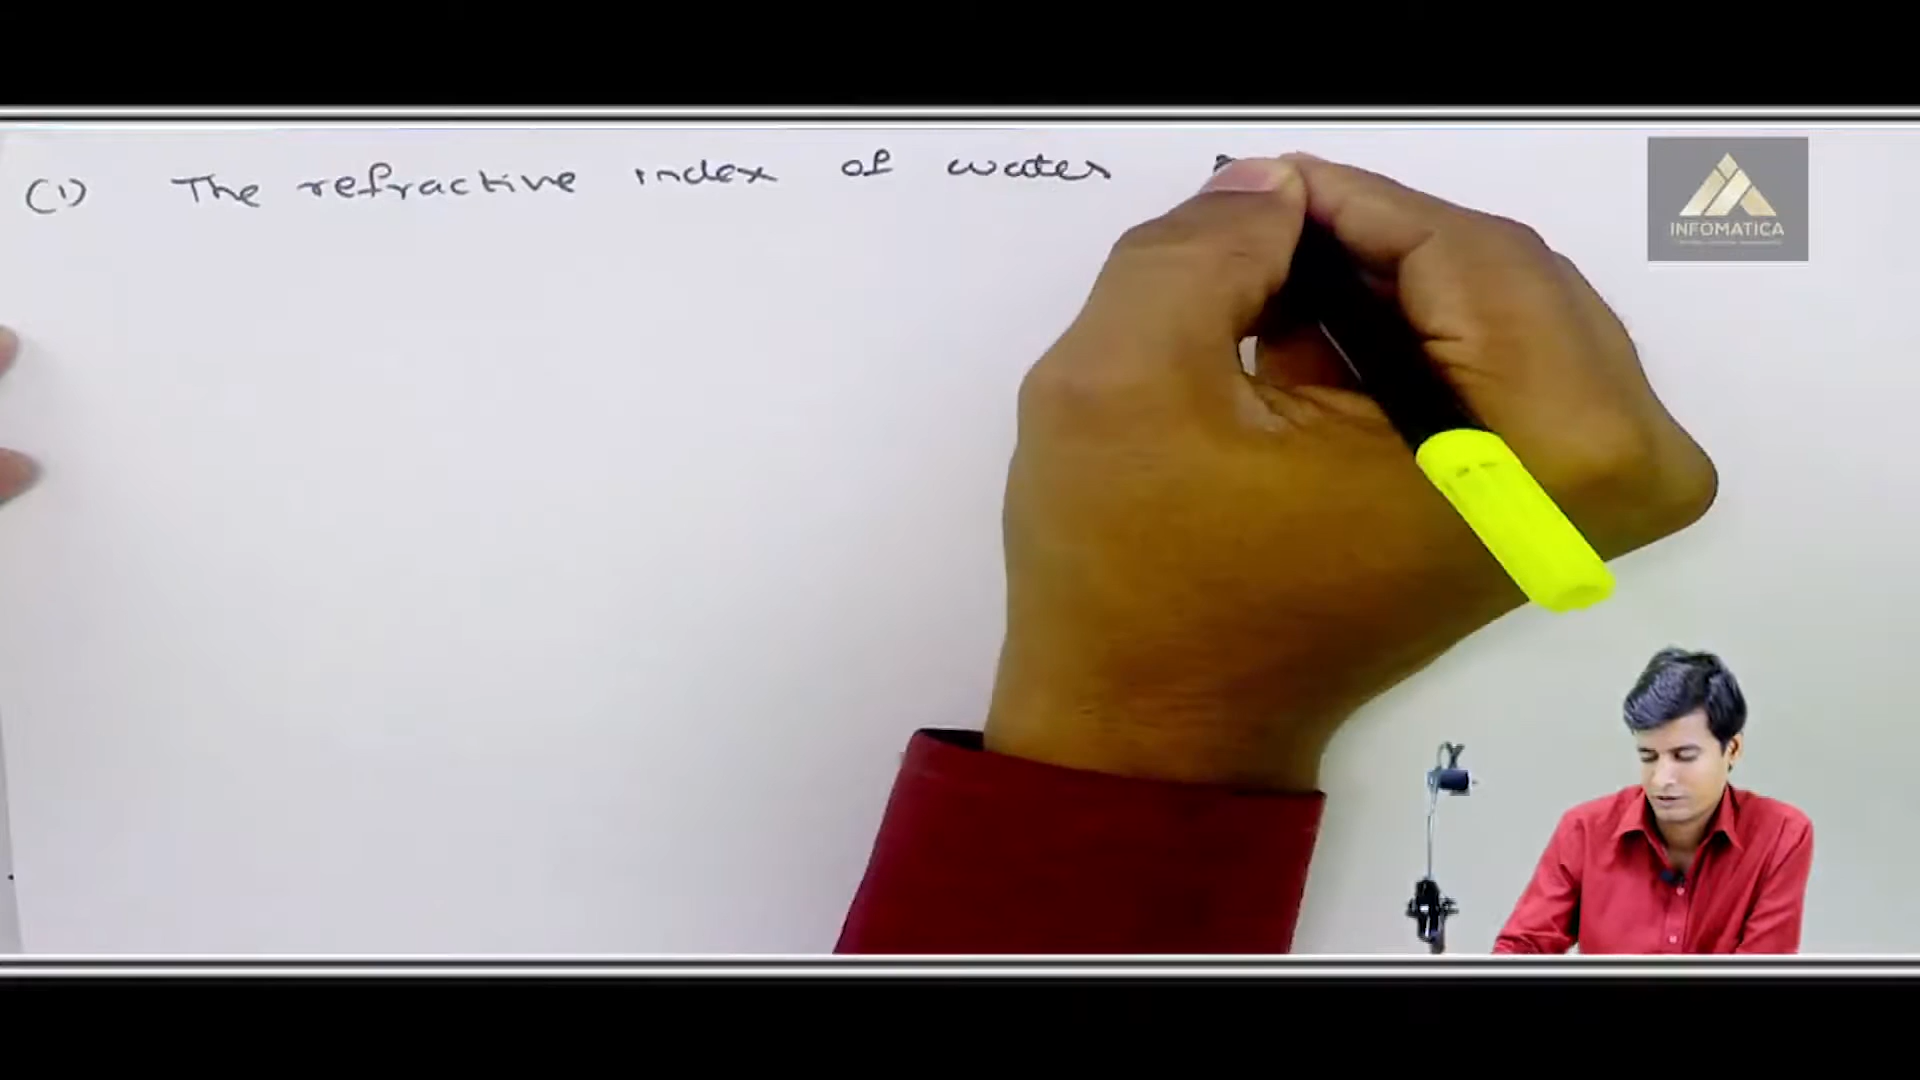 (1) The refractive index of water
INFOMATICA